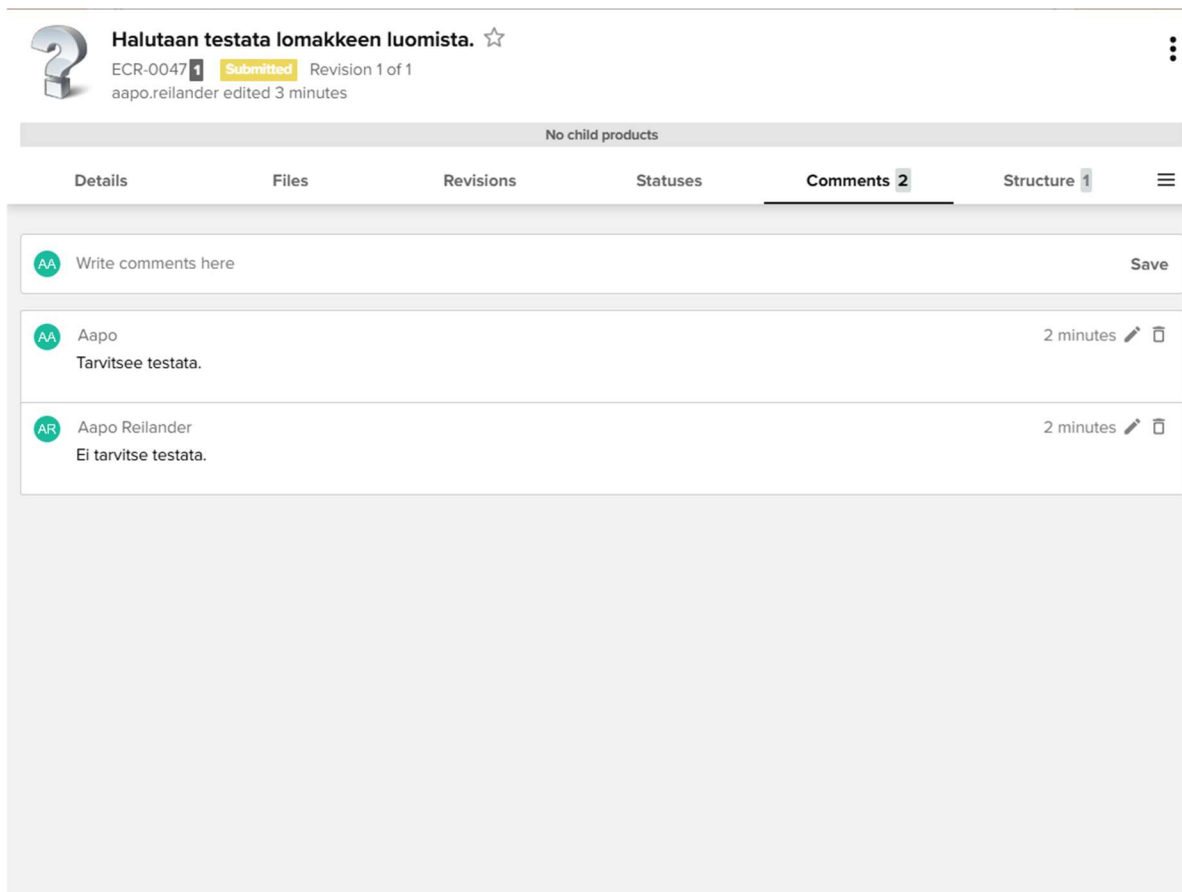 Halutaan testata lomakkeen luomista.
ECR-0047 1 Submitted Revision 1 of 1
aapo.reilander edited 3 minutes
No child products
Details Files Revisions Statuses Comments 2 Structure 1
AA Write comments here Save
AA Aapo 2 minutes
Tarvitsee testata.
AR Aapo Reilander 2 minutes
Ei tarvitse testata.